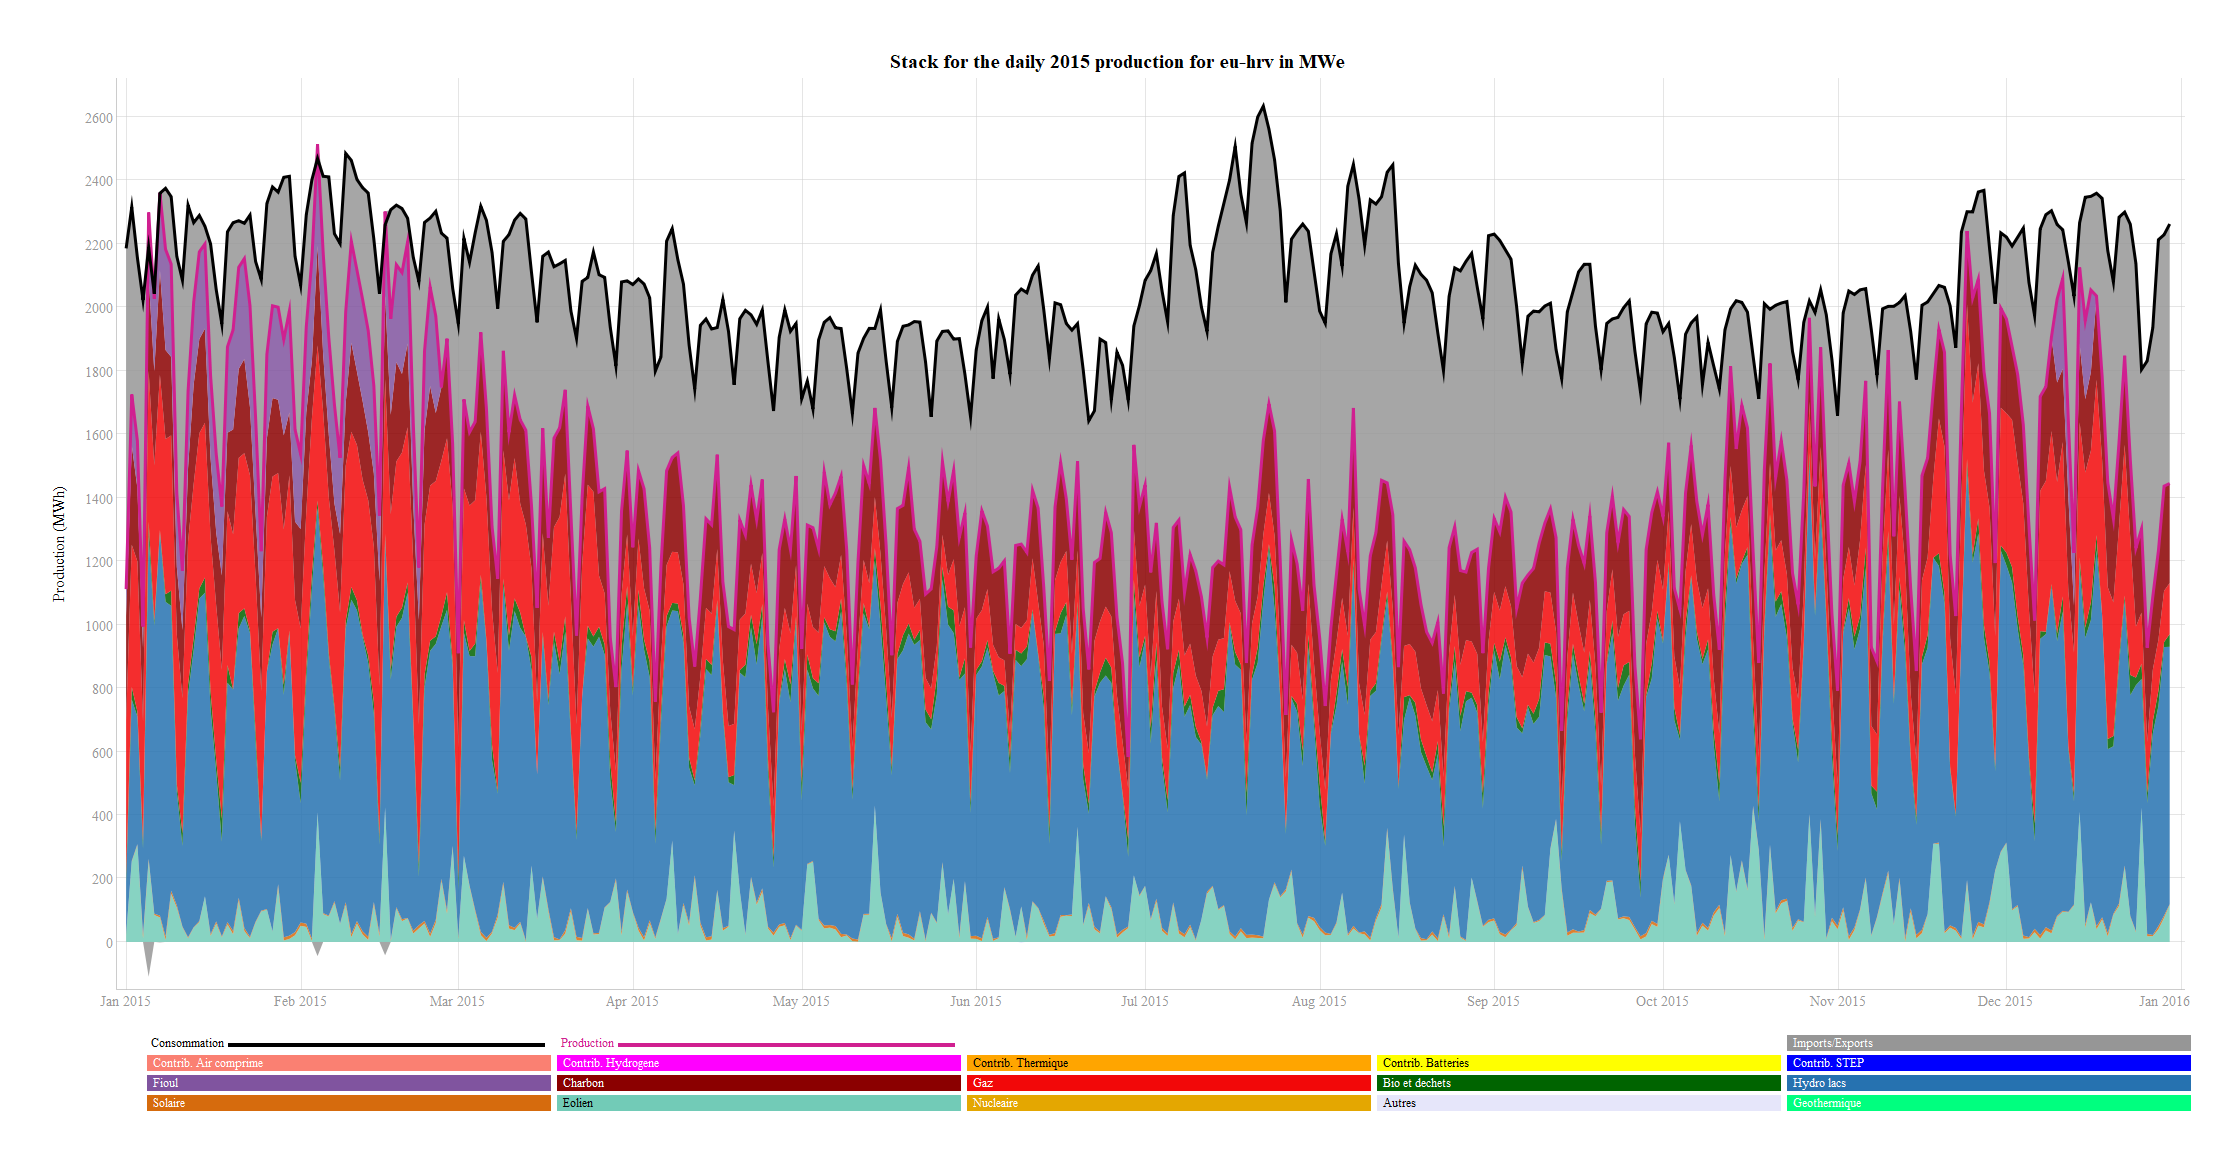 Stack for the daily 2015 production for eu-hrv in MWe
Production (MWh)
2600
2400
2200
2000
1800
1600
1400
1200
1000
800
600
400
200
0
Jan 2015 Feb 2015 Mar 2015 Apr 2015 May 2015 Jun 2015 Jul 2015 Aug 2015 Sep 2015 Oct 2015 Nov 2015 Dec 2015 Jan 2016
Consommation Production Imports/Exports
Contrib. Air comprime Contrib. Hydrogene Contrib. Thermique Contrib. Batteries Contrib. STEP
Fioul Charbon Gaz Bio et dechets Hydro lacs
Solaire Eolien Nucleaire Autres Geothermique